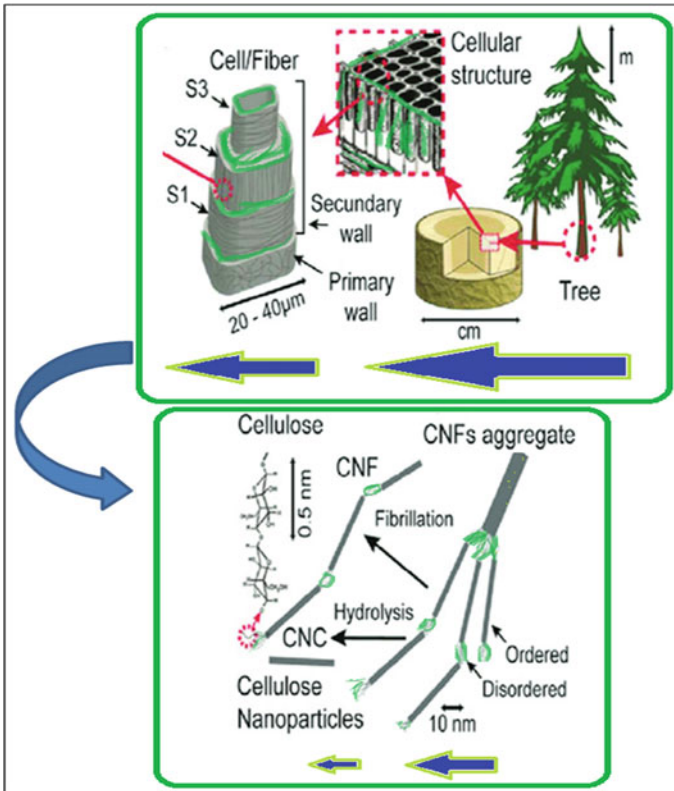 Cell/Fiber
S3
S2
S1
Secundary
wall
Primary
wall
20 - 40µm
Cellular
structure
m
Tree
cm
Cellulose
0.5 nm
CNF
CNFs aggregate
Fibrillation
Hydrolysis
CNC
Cellulose
Nanoparticles
Ordered
Disordered
10 nm